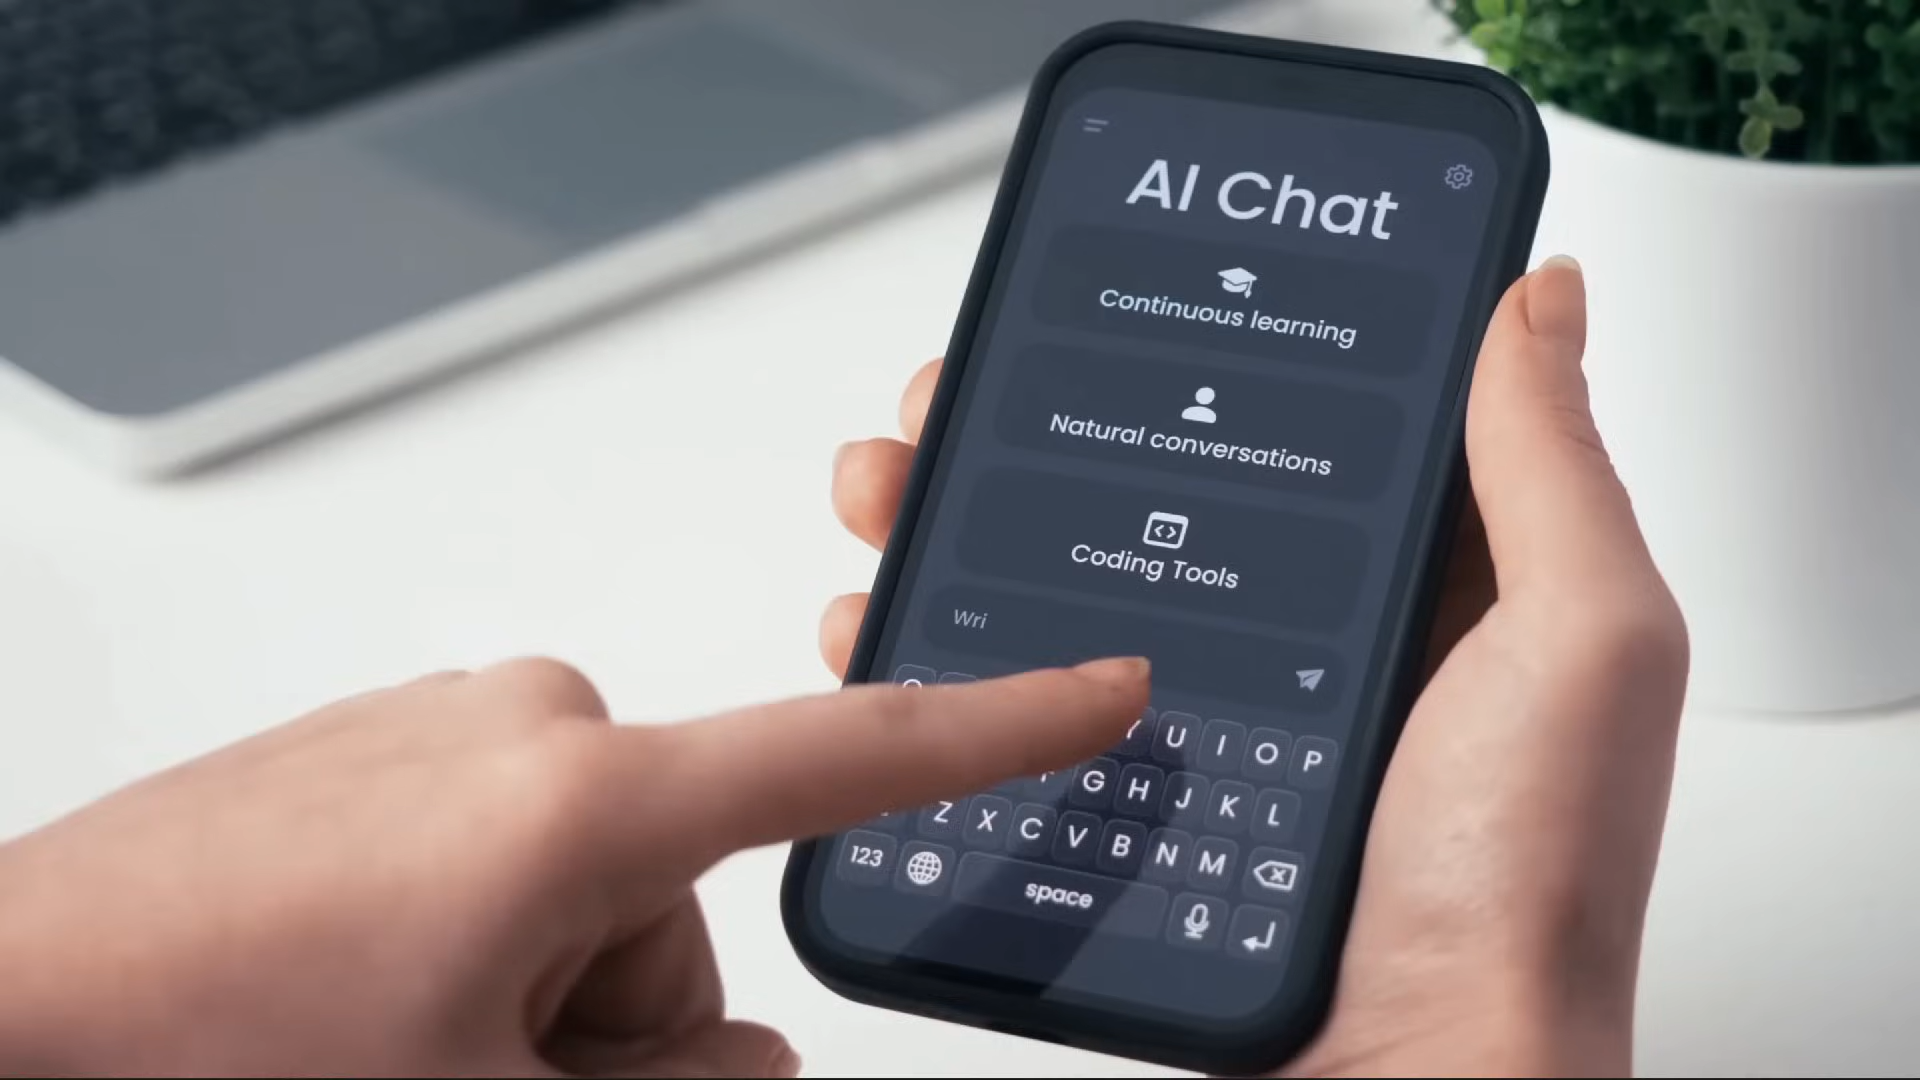 AI Chat
Continuous learning
Natural conversations
Coding Tools
Wri
Y U I O P
G H J K L
Z X C V B N M
123 space